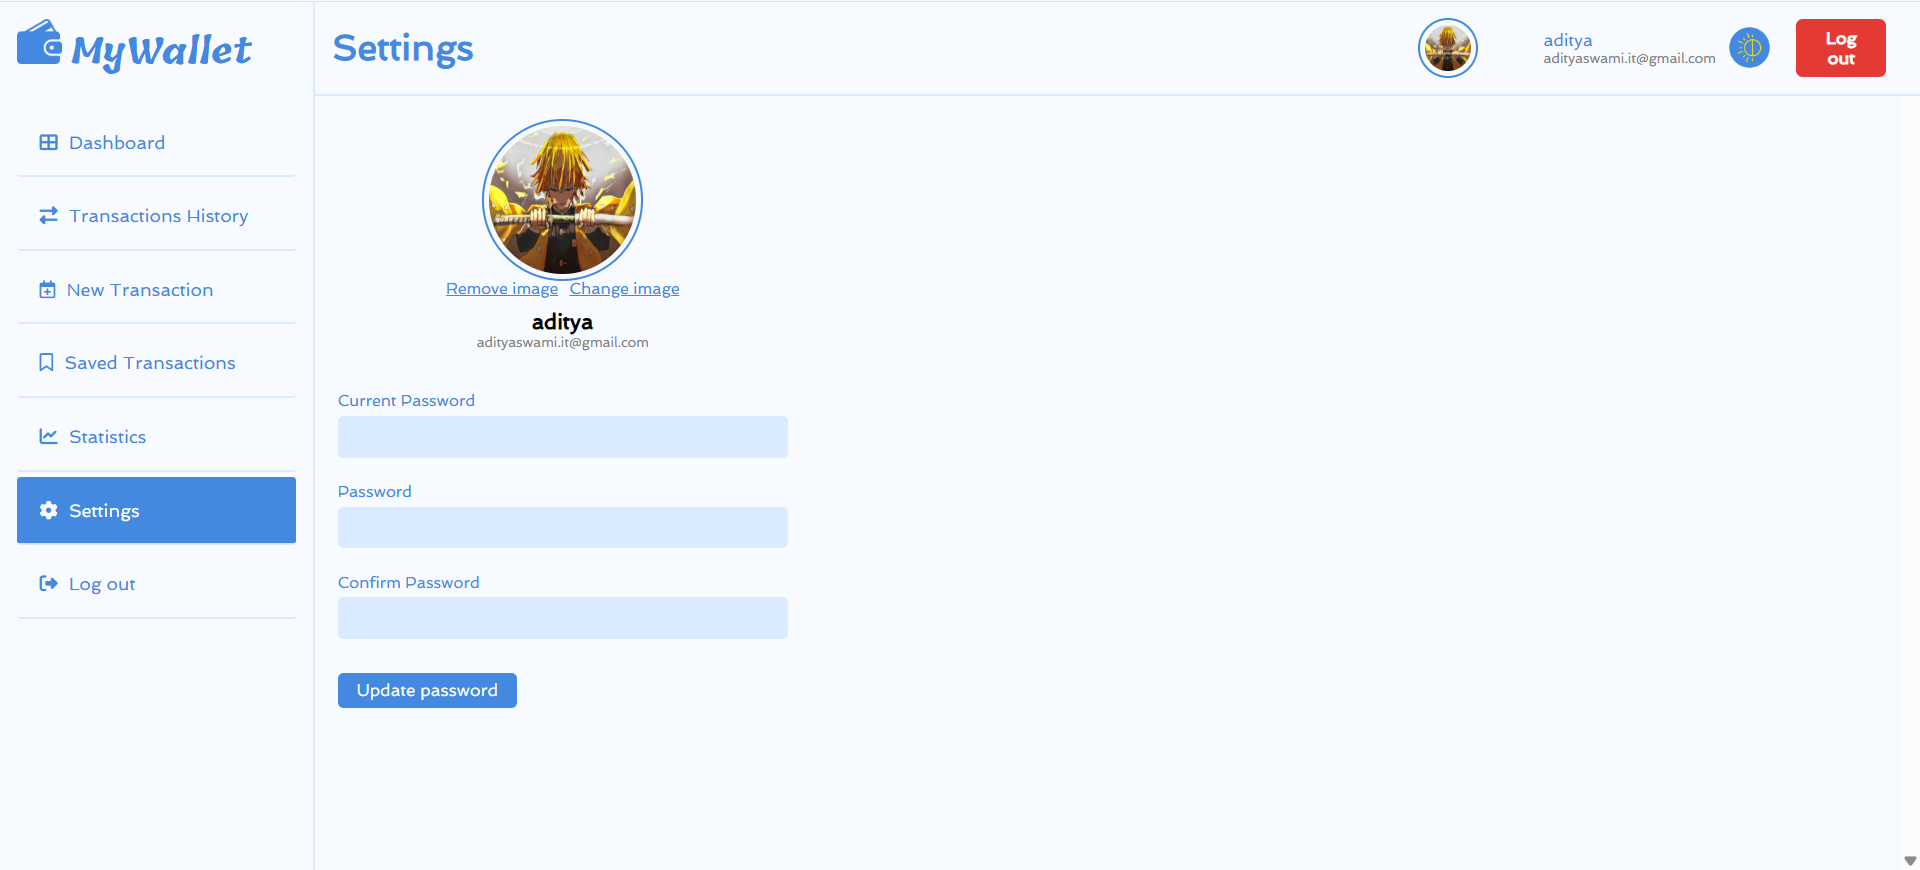 MyWallet
Dashboard
Transactions History
New Transaction
Saved Transactions
Statistics
Settings
Log out
Settings
aditya
adityaswami.it@gmail.com
Log
out
Remove image Change image
aditya
adityaswami.it@gmail.com
Current Password
Password
Confirm Password
Update password